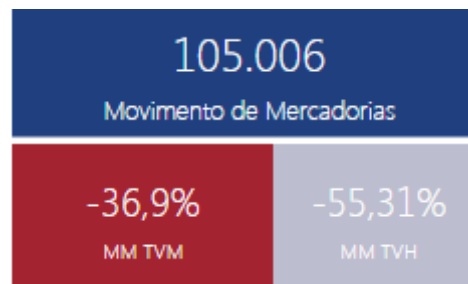 105.006
Movimento de Mercadorias
-36,9%
-55,31%
MM TVM
MM TVH